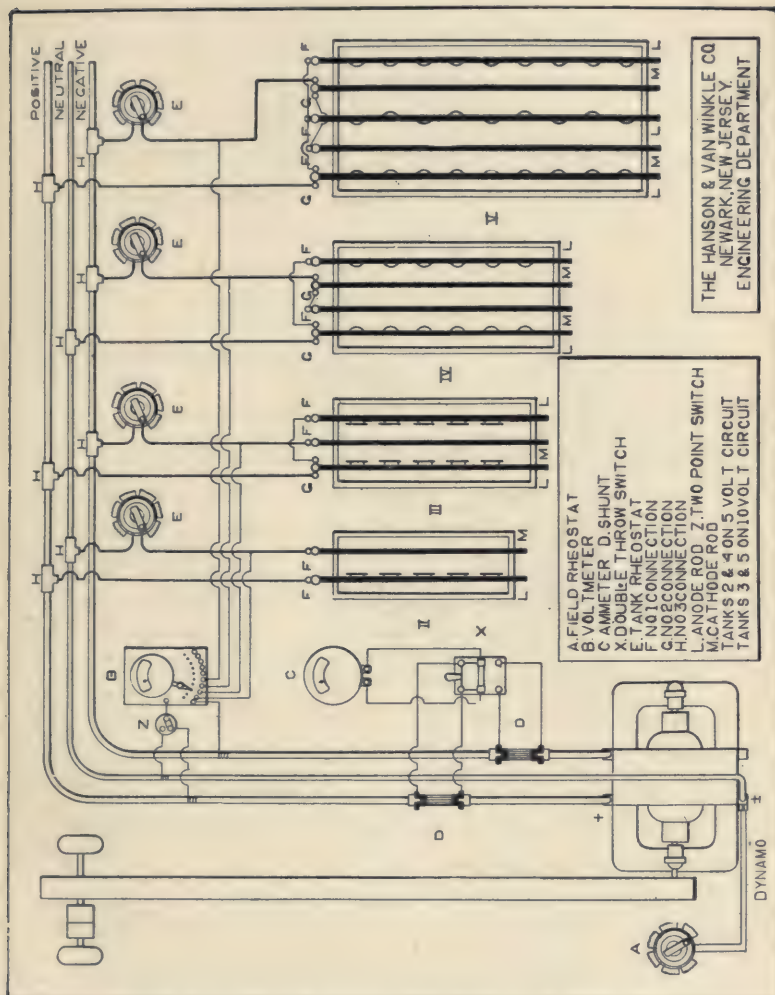 POSITIVE
NEUTRAL
NEGATIVE
H
H
H
H
H
H
H
H
E
E
E
E
B
Z
C
X
D
D
F
F
G
F
F
G
F
G
F
G
F
F
G
F
II
III
IV
V
L
M
L
M
L
L
M
M
L
L
M
L
M
L
+
±
A
DYNAMO
A. FIELD RHEOSTAT
B. VOLTMETER
C AMMETER D. SHUNT
X. DOUBLE THROW SWITCH
E. TANK RHEOSTAT
F. NO 1 CONNECTION
G. NO 2 CONNECTION
H. NO 3 CONNECTION
L. ANODE ROD Z. TWO POINT SWITCH
M. CATHODE ROD
TANKS 2 & 4 ON 5 VOLT CIRCUIT
TANKS 3 & 5 ON 10 VOLT CIRCUIT
THE HANSON & VAN WINKLE CO.
NEWARK, NEW JERSEY.
ENGINEERING DEPARTMENT